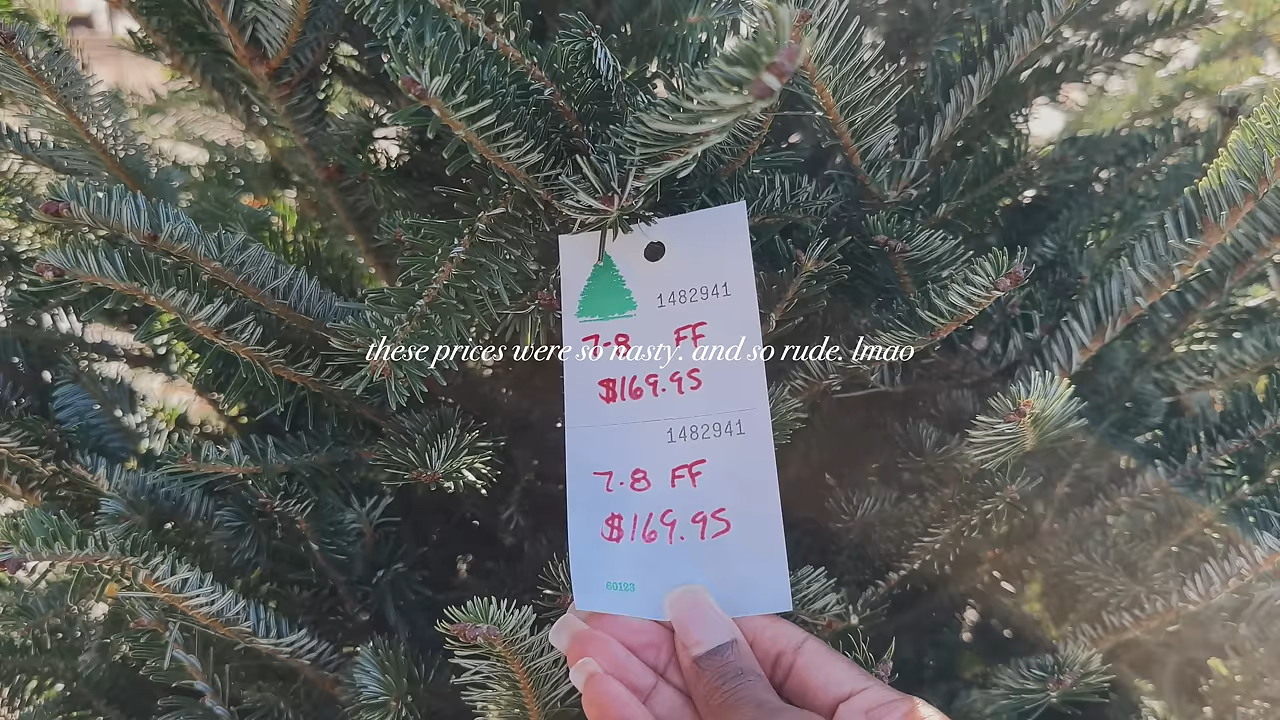 1482941
7-8 FF
these prices were so nasty. and so rude. lmao
$169.95
1482941
7-8 FF
$169.95
60123